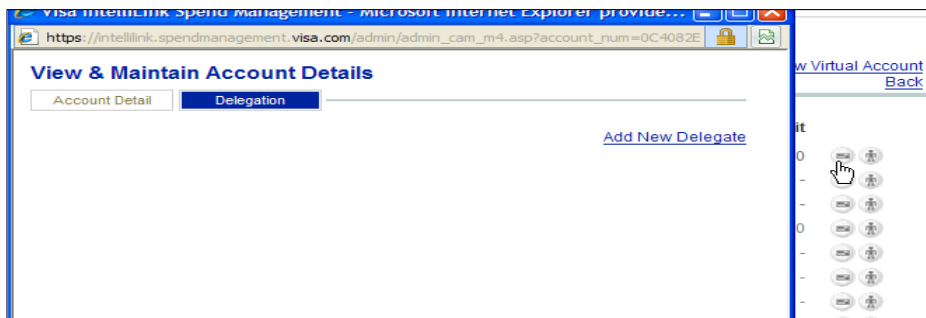 Visa IntelliLink Spend Management - Microsoft Internet Explorer provide...
https://intellilink.spendmanagement.visa.com/admin/admin_cam_m4.asp?account_num=0C4082E
View & Maintain Account Details
w Virtual Account
Back
Account Detail
Delegation
Add New Delegate
it
0
-
-
0
-
-
-